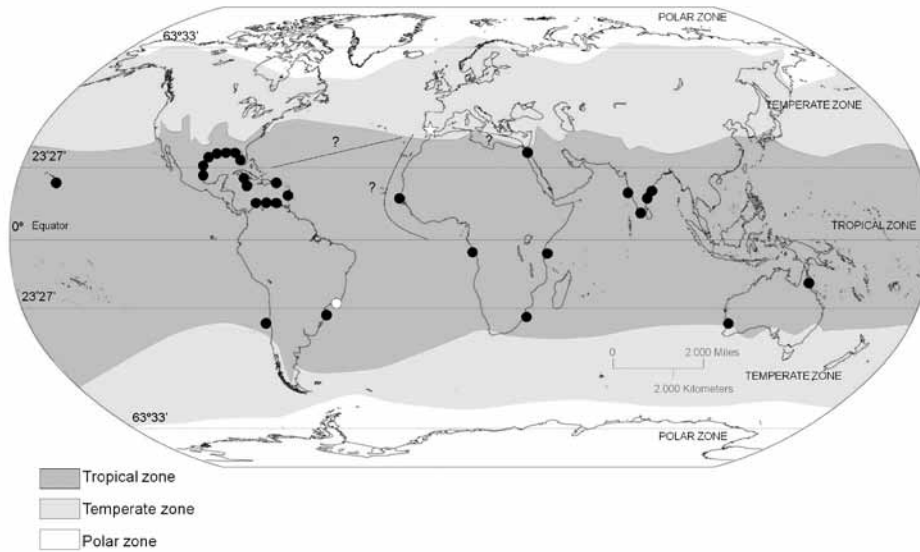 POLAR ZONE
63°33'
TEMPERATE ZONE
?
?
23°27'
?
0° Equator
TROPICAL ZONE
23°27'
0 2 000 Miles
2 000 Kilometers
TEMPERATE ZONE
63°33'
POLAR ZONE
Tropical zone
Temperate zone
Polar zone